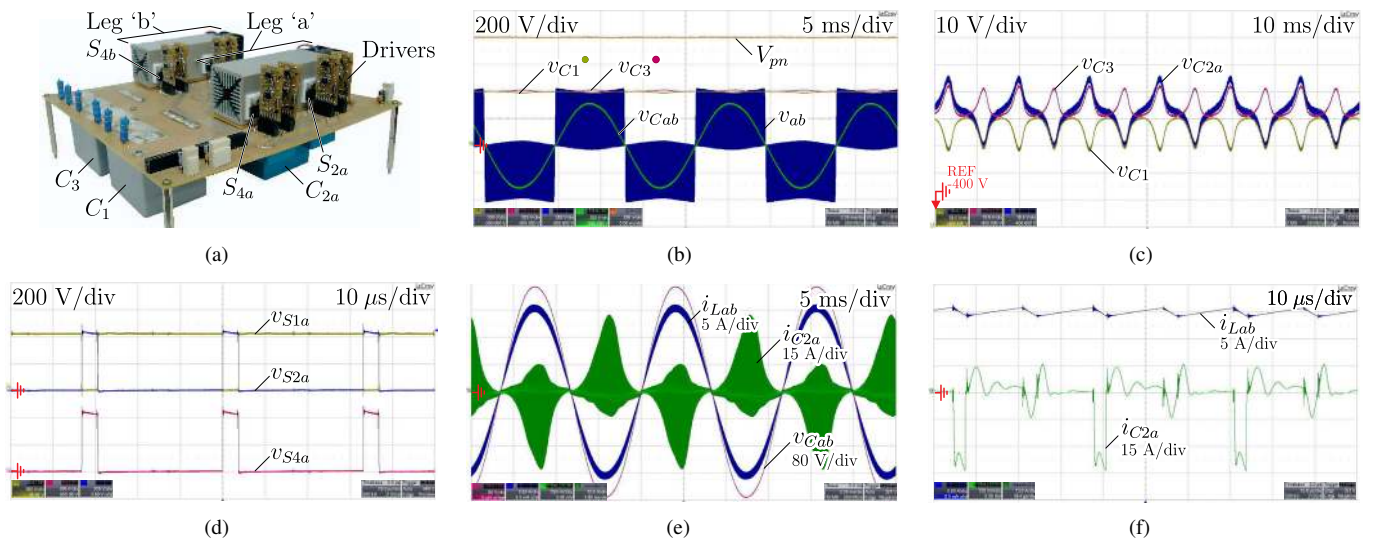 Leg ‘b’
Leg ‘a’
S4b
Drivers
C3
C1
S4a
C2a
S2a
(a)
200 V/div
5 ms/div
Vpn
vC1
vC3
vCab
vab
(b)
10 V/div
10 ms/div
vC3
vC2a
REF
-400 V
vC1
(c)
200 V/div
10 μs/div
vS1a
vS2a
vS4a
(d)
5 ms/div
iLab
5 A/div
iC2a
15 A/div
vCab
80 V/div
(e)
10 μs/div
iLab
5 A/div
iC2a
15 A/div
(f)